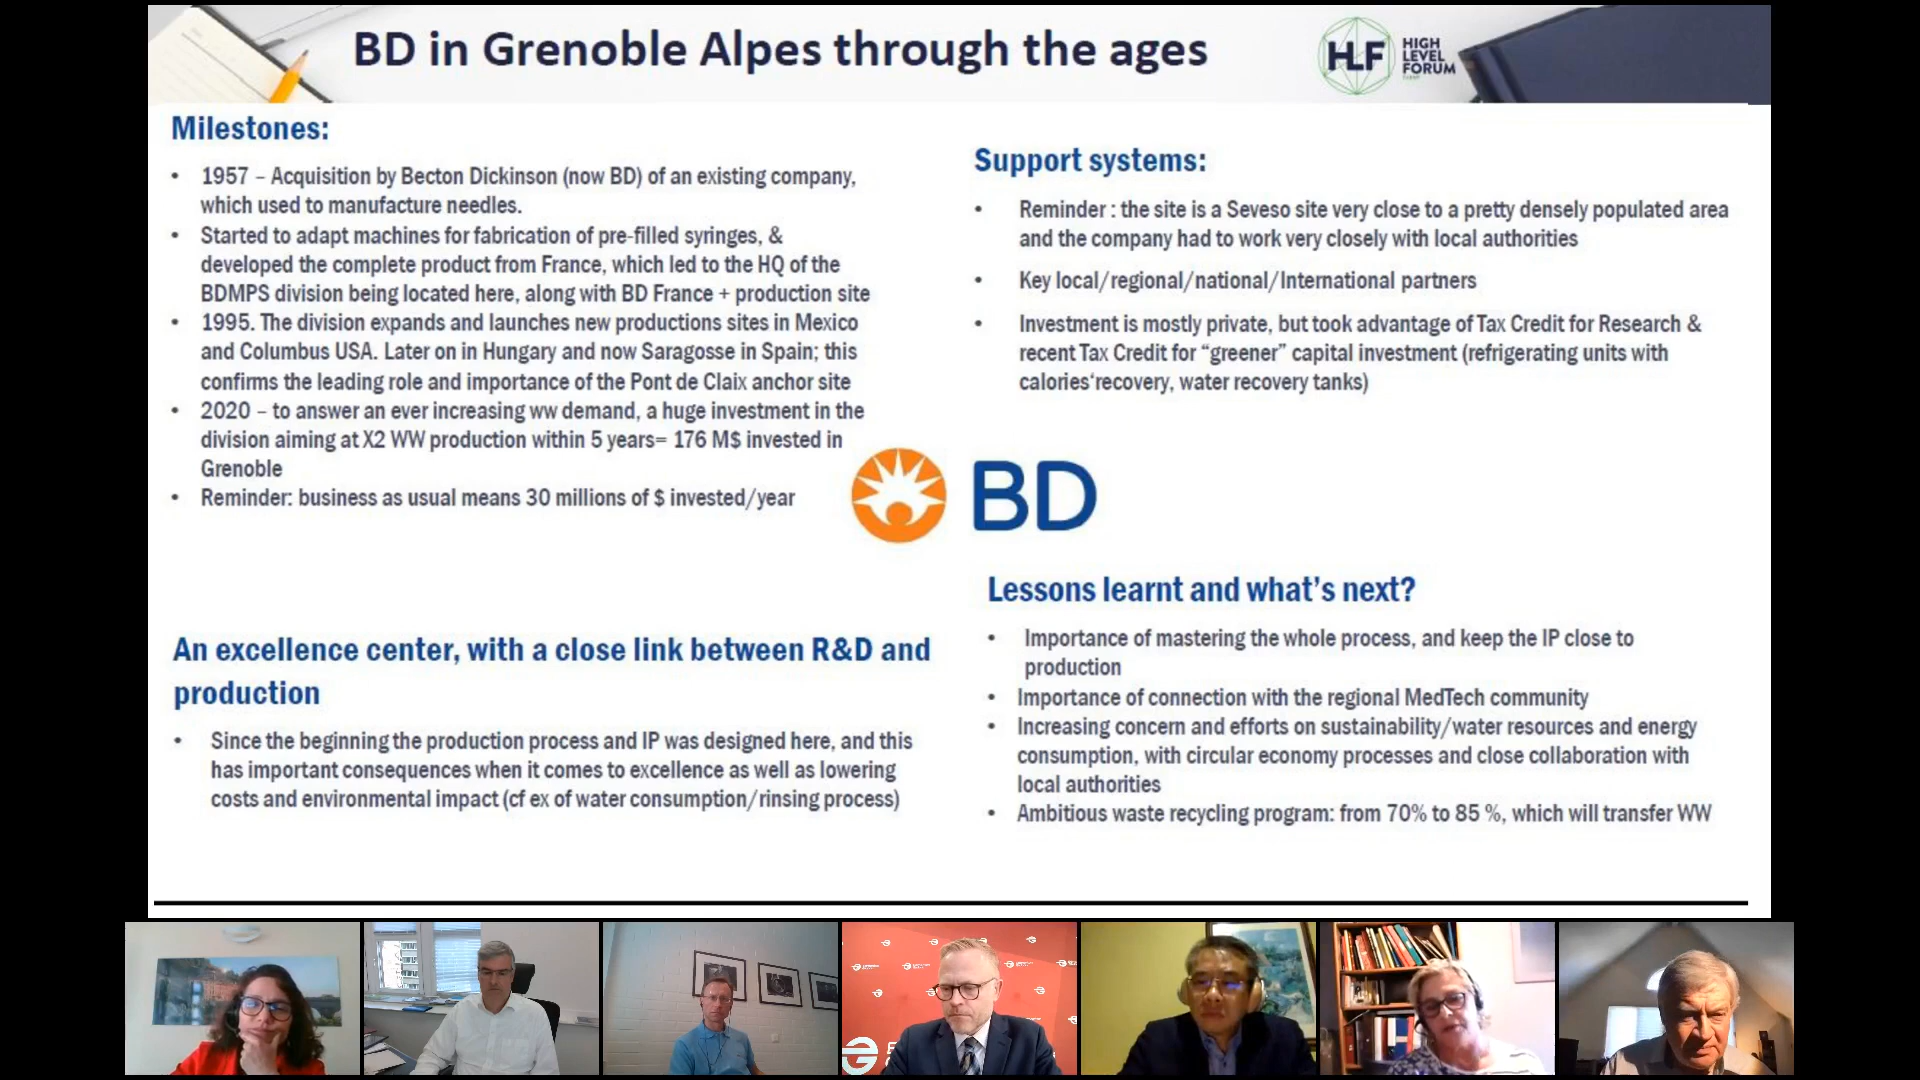 BD in Grenoble Alpes through the ages
HLF
HIGH
LEVEL
FORUM
Milestones:
• 1957 – Acquisition by Becton Dickinson (now BD) of an existing company,
which used to manufacture needles.
• Started to adapt machines for fabrication of pre-filled syringes, &
developed the complete product from France, which led to the HQ of the
BDMPS division being located here, along with BD France + production site
• 1995. The division expands and launches new productions sites in Mexico
and Columbus USA. Later on in Hungary and now Saragosse in Spain; this
confirms the leading role and importance of the Pont de Claix anchor site
• 2020 – to answer an ever increasing ww demand, a huge investment in the
division aiming at X2 WW production within 5 years= 176 M$ invested in
Grenoble
• Reminder: business as usual means 30 millions of $ invested/year
An excellence center, with a close link between R&D and
production
• Since the beginning the production process and IP was designed here, and this
has important consequences when it comes to excellence as well as lowering
costs and environmental impact (cf ex of water consumption/rinsing process)
Support systems:
• Reminder : the site is a Seveso site very close to a pretty densely populated area
and the company had to work very closely with local authorities
• Key local/regional/national/International partners
• Investment is mostly private, but took advantage of Tax Credit for Research &
recent Tax Credit for “greener” capital investment (refrigerating units with
calories‘recovery, water recovery tanks)
BD
Lessons learnt and what’s next?
• Importance of mastering the whole process, and keep the IP close to
production
• Importance of connection with the regional MedTech community
• Increasing concern and efforts on sustainability/water resources and energy
consumption, with circular economy processes and close collaboration with
local authorities
• Ambitious waste recycling program: from 70% to 85 %, which will transfer WW